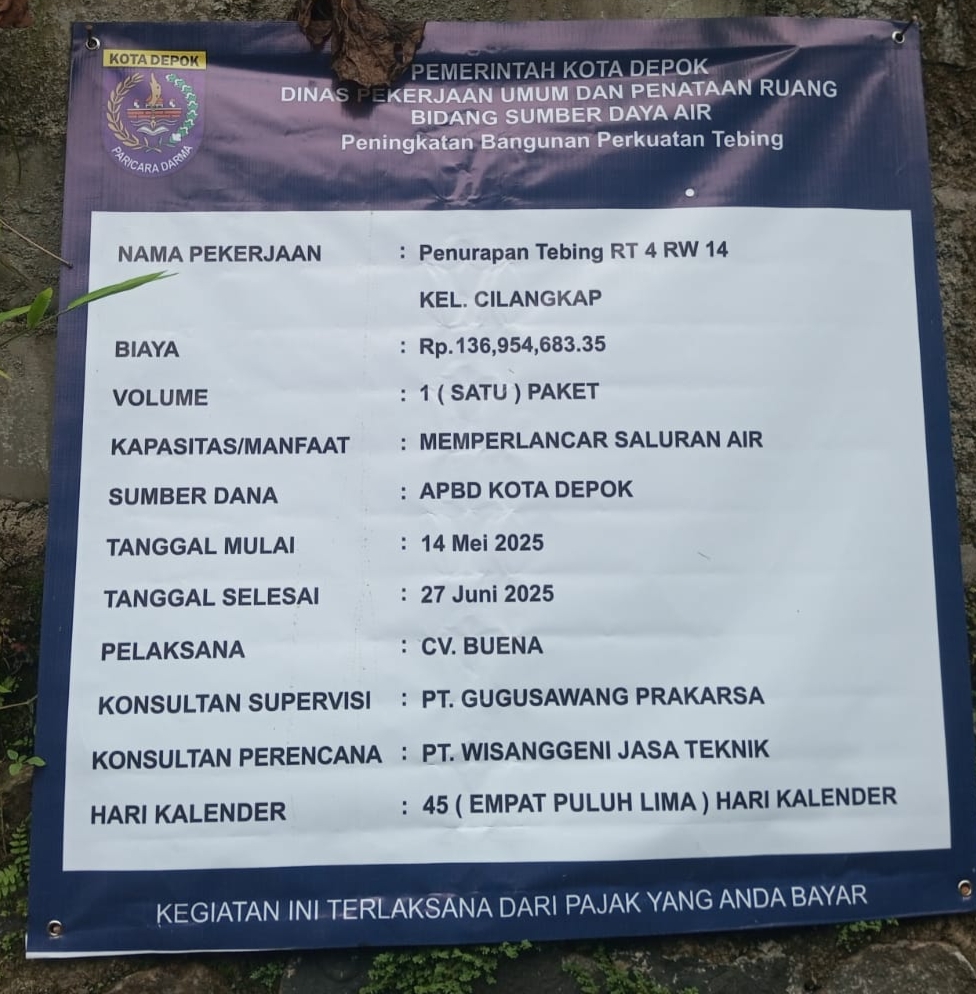 KOTA DEPOK
PARICARA DARMA
PEMERINTAH KOTA DEPOK
DINAS PEKERJAAN UMUM DAN PENATAAN RUANG
BIDANG SUMBER DAYA AIR
Peningkatan Bangunan Perkuatan Tebing
NAMA PEKERJAAN : Penurapan Tebing RT 4 RW 14
KEL. CILANGKAP
BIAYA : Rp.136,954,683.35
VOLUME : 1 ( SATU ) PAKET
KAPASITAS/MANFAAT : MEMPERLANCAR SALURAN AIR
SUMBER DANA : APBD KOTA DEPOK
TANGGAL MULAI : 14 Mei 2025
TANGGAL SELESAI : 27 Juni 2025
PELAKSANA : CV. BUENA
KONSULTAN SUPERVISI : PT. GUGUSAWANG PRAKARSA
KONSULTAN PERENCANA : PT. WISANGGENI JASA TEKNIK
HARI KALENDER : 45 ( EMPAT PULUH LIMA ) HARI KALENDER
KEGIATAN INI TERLAKSANA DARI PAJAK YANG ANDA BAYAR